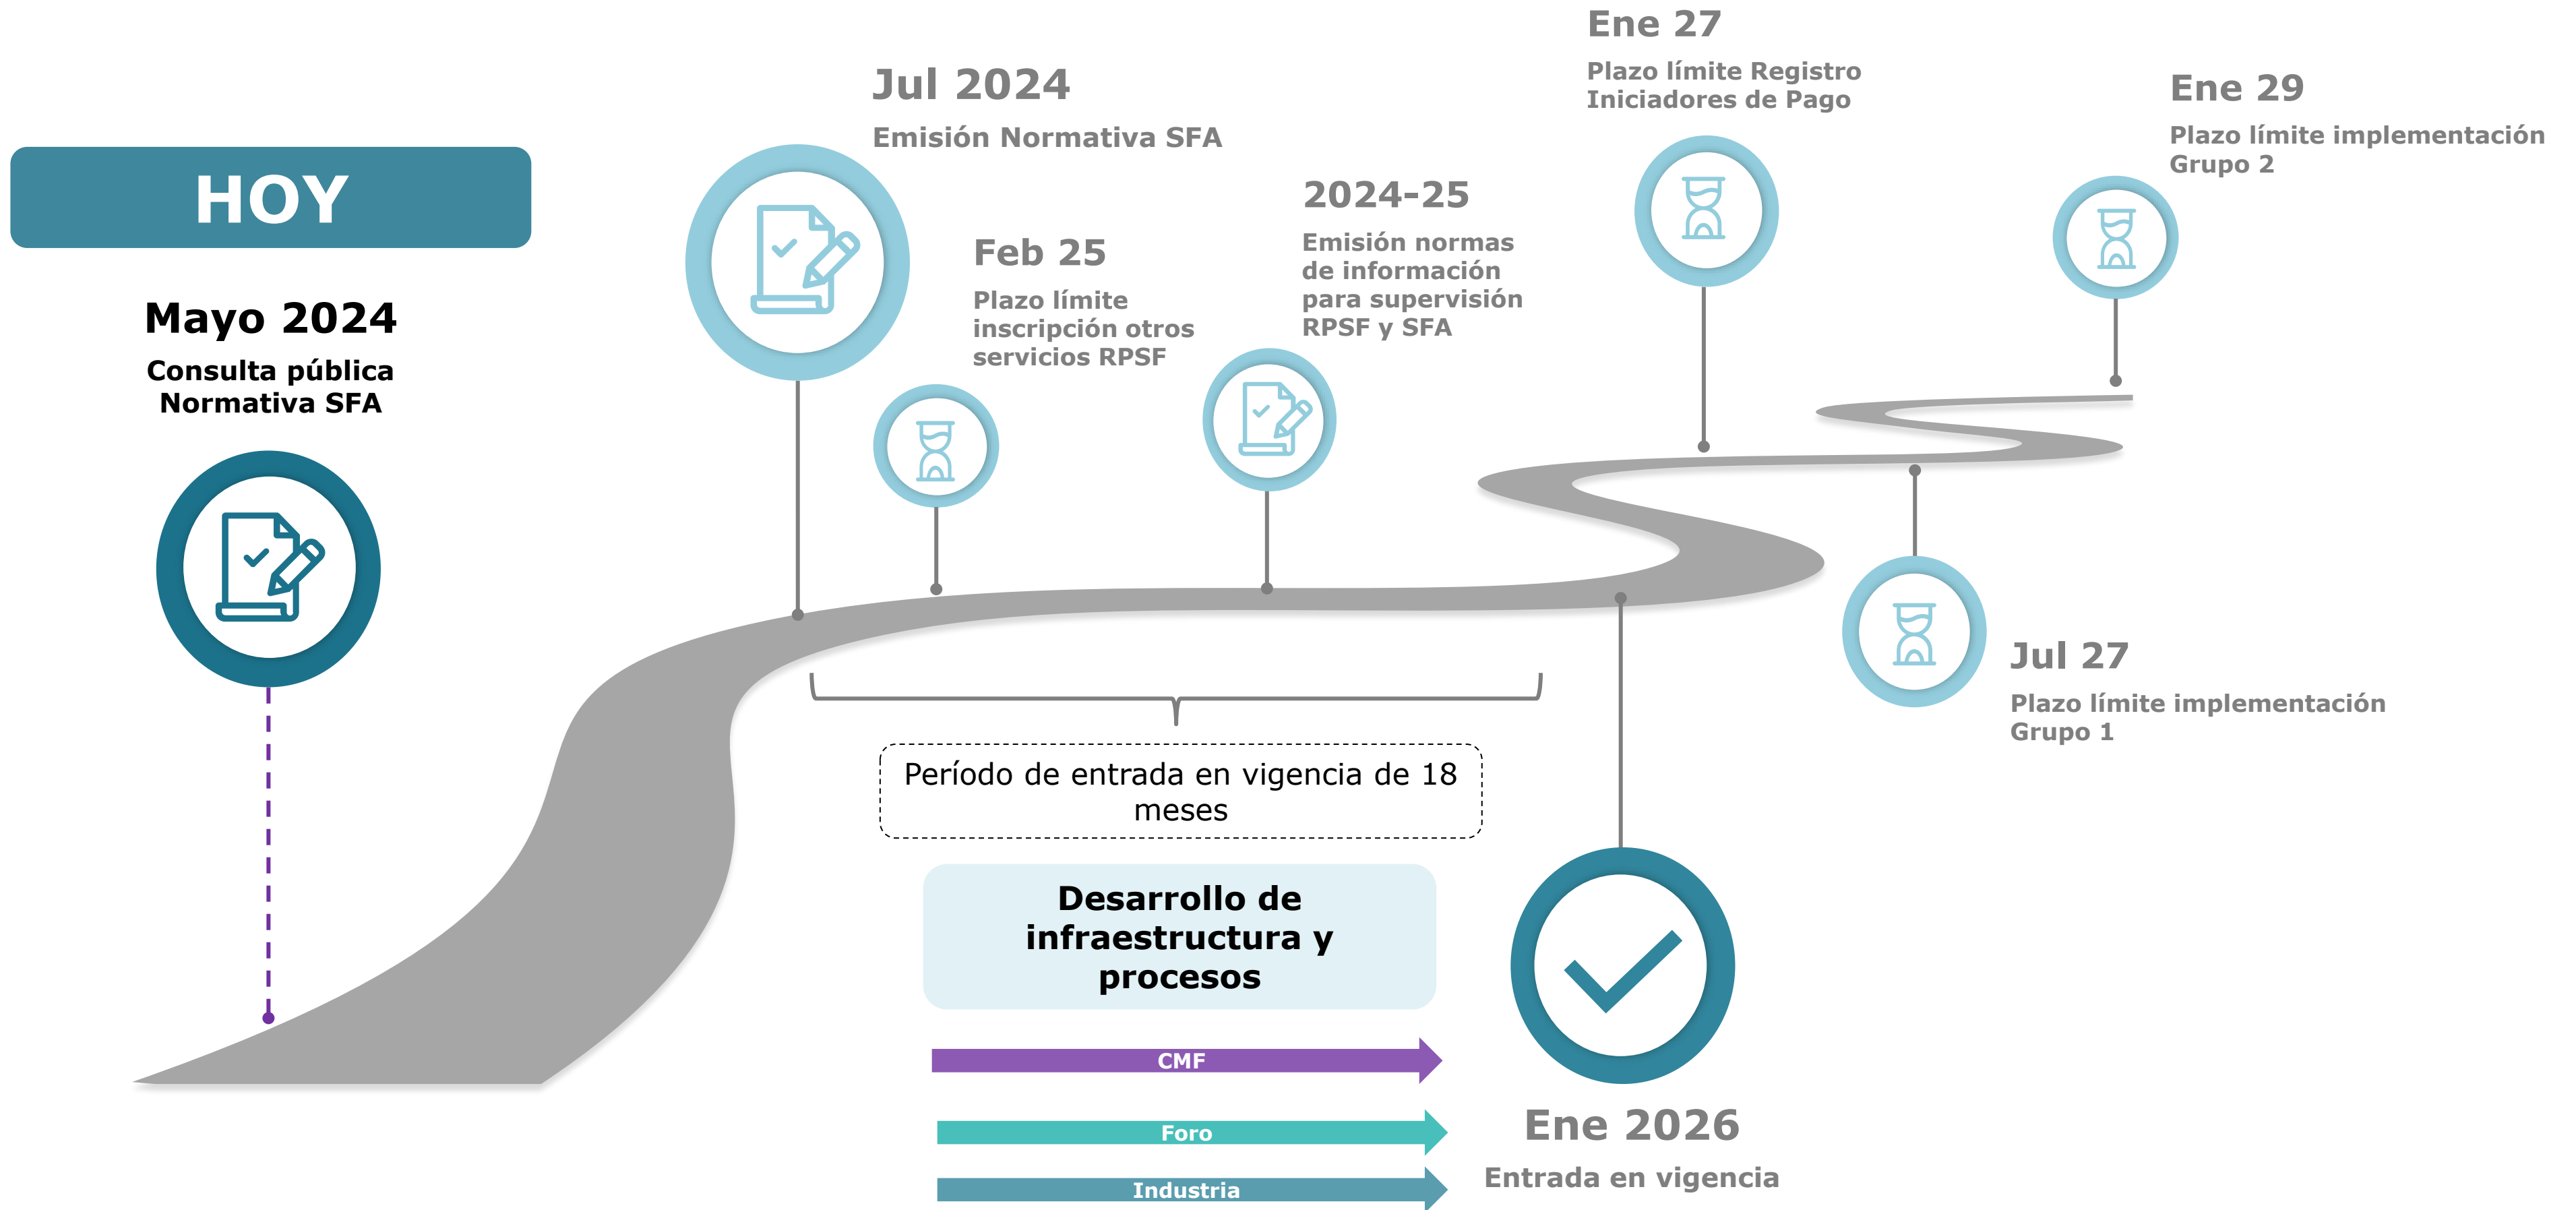 HOY
Mayo 2024
Consulta pública
Normativa SFA
Jul 2024
Emisión Normativa SFA
Feb 25
Plazo límite
inscripción otros
servicios RPSF
2024-25
Emisión normas
de información
para supervisión
RPSF y SFA
Ene 27
Plazo límite Registro
Iniciadores de Pago
Ene 29
Plazo límite implementación
Grupo 2
Jul 27
Plazo límite implementación
Grupo 1
Período de entrada en vigencia de 18
meses
Desarrollo de
infraestructura y
procesos
CMF
Foro
Industria
Ene 2026
Entrada en vigencia